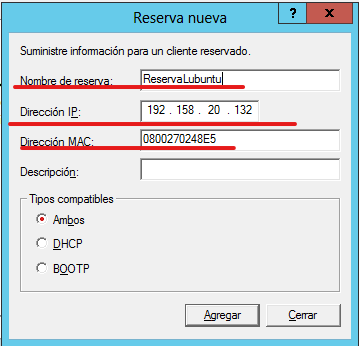 Reserva nueva
?
Suministre información para un cliente reservado.
Nombre de reserva: ReservaLubuntu
Dirección IP: 192 . 158 . 20 . 132
Dirección MAC: 0800270248E5
Descripción:
Tipos compatibles
Ambos
DHCP
BOOTP
Agregar Cerrar